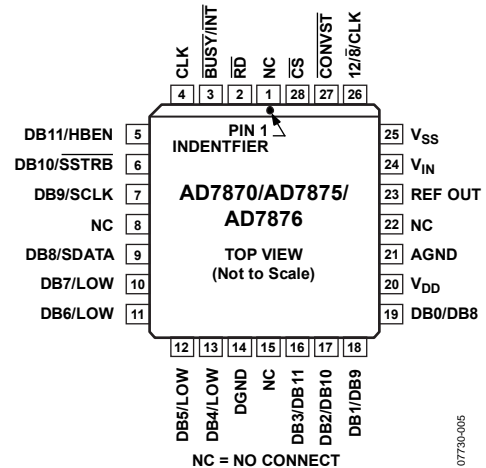 CLK
BUSY/INT
RD
NC
CS
CONVST
12/8/CLK
4 3 2 1 28 27 26
PIN 1
INDENTFIER
DB11/HBEN 5
DB10/SSTRB 6
DB9/SCLK 7
NC 8
DB8/SDATA 9
DB7/LOW 10
DB6/LOW 11
AD7870/AD7875/
AD7876
TOP VIEW
(Not to Scale)
25 VSS
24 VIN
23 REF OUT
22 NC
21 AGND
20 VDD
19 DB0/DB8
12 13 14 15 16 17 18
DB5/LOW
DB4/LOW
DGND
NC
DB3/DB11
DB2/DB10
DB1/DB9
NC = NO CONNECT
07730-005